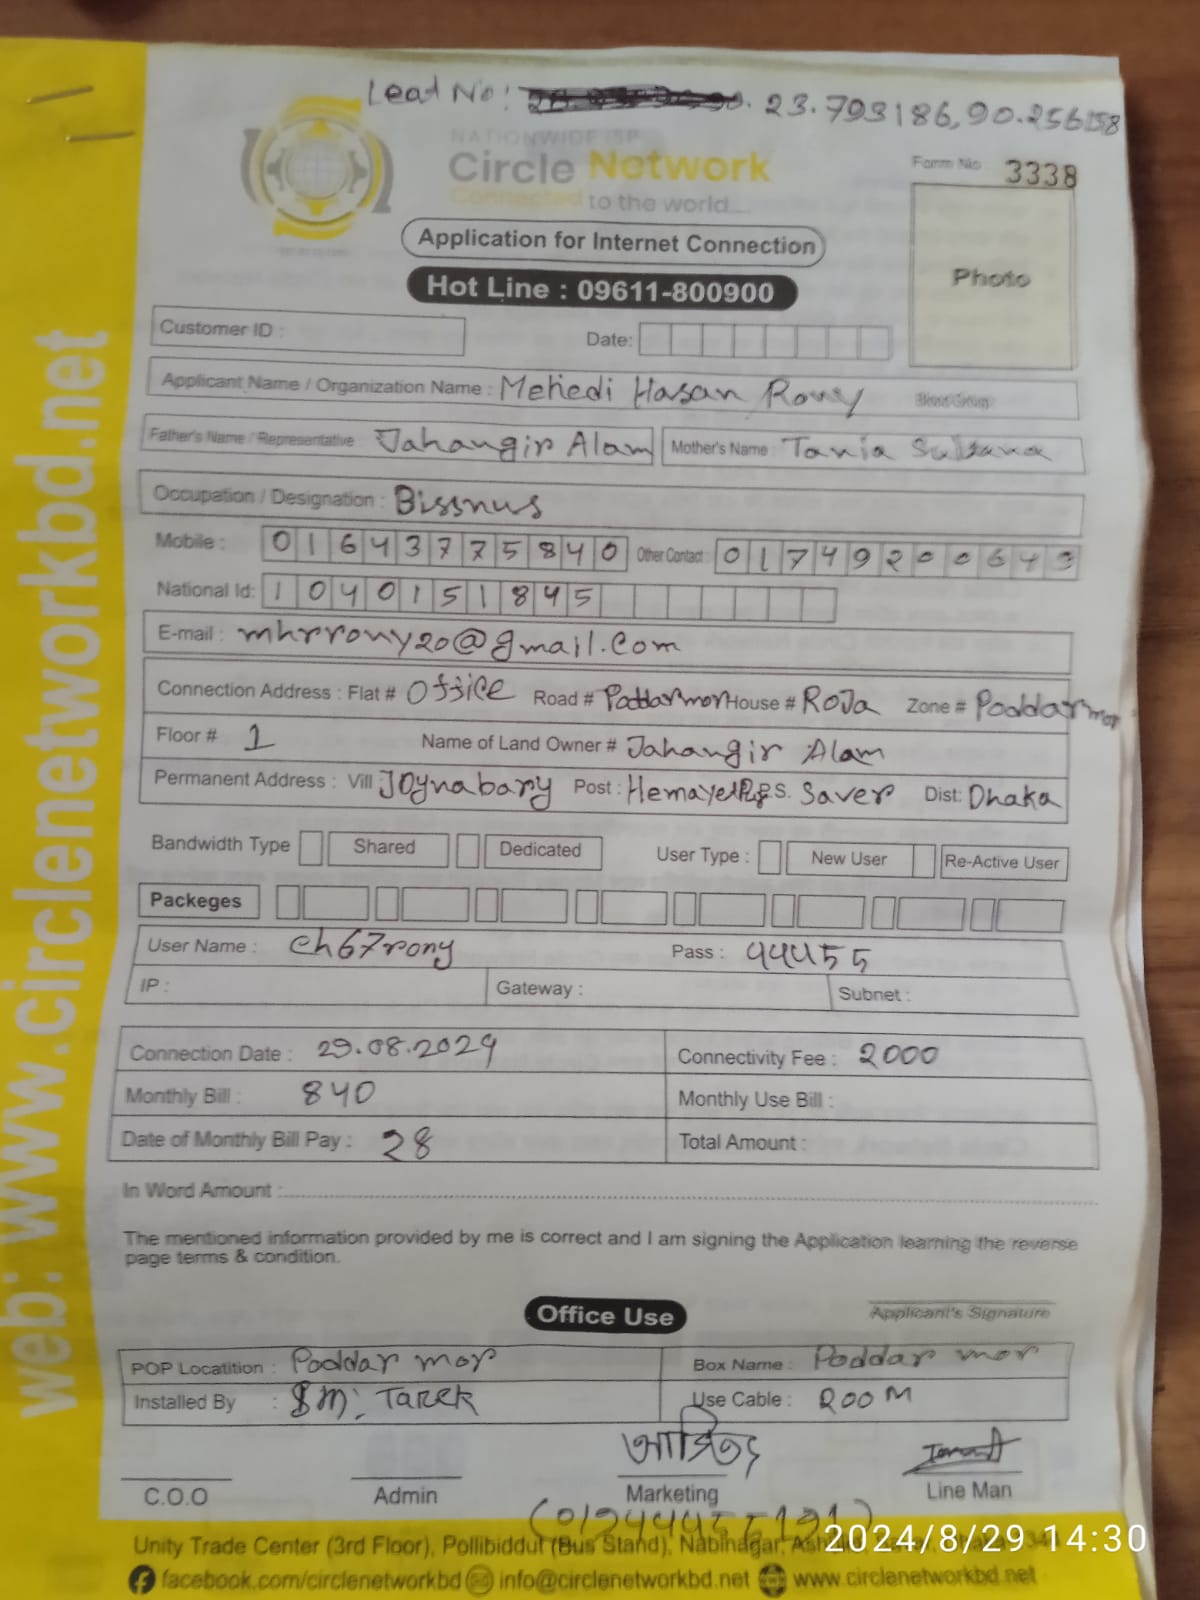 Lead No: 23.793186, 90.256158
NATIONWIDE ISP
Circle Network
Connected to the world....
Form No 3338
Photo
Application for Internet Connection
Hot Line : 09611-800900
Customer ID :
Date:
Applicant Name / Organization Name : Mehedi Hasan Rony Blood Group:
Father's Name / Representative : Jahangir Alam Mother's Name : Tania Sultana
Occupation / Designation : Bissnus
Mobile : 01643775840 Other Contact : 01749200643
National Id: 1040151845
E-mail : mhrrony20@gmail.com
Connection Address : Flat # Office Road # Poddar mor House # RoJa Zone # Poddar mor
Floor # 1 Name of Land Owner # Jahangir Alam
Permanent Address : Vill Joynabary Post : P.S. Saver Dist: Dhaka
Bandwidth Type Shared Dedicated User Type : New User Re-Active User
Packeges
User Name : ch67rony Pass : 44455
IP : Gateway : Subnet :
Connection Date : 29.08.2024 Connectivity Fee : 2000
Monthly Bill : 840 Monthly Use Bill :
Date of Monthly Bill Pay : 28 Total Amount :
In Word Amount :
The mentioned information provided by me is correct and I am signing the Application learning the reverse
page terms & condition.
Applicant's Signature
Office Use
POP Locatition : Poddar mor Box Name : Poddar mor
Installed By : SM: Tarek Use Cable : 200M
C.O.O Admin Marketing Line Man
Unity Trade Center (3rd Floor), Pollibiddut (Bus Stand), Nabinagar,
2024/8/29 14:30
facebook.com/circlenetworkbd info@circlenetworkbd.net www.circlenetworkbd.net
web: www.circlenetworkbd.net